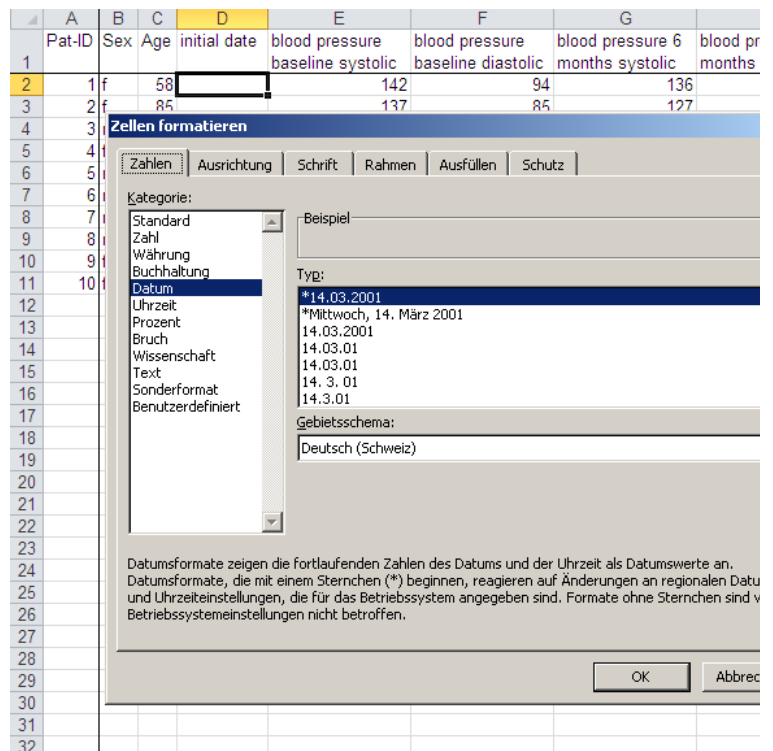 A B C D E F G
Pat-ID Sex Age initial date blood pressure blood pressure blood pressure 6 blood pr
1 baseline systolic baseline diastolic months systolic months
2 1 f 58 142 94 136
3 2 f 85 137 85 127
4 3
5 4 f
6 5
7 6
8 7
9 8
10 9 f
11 10 f
12
13
14
15
16
17
18
19
20
21
22
23
24
25
26
27
28
29
30
31
32
Zellen formatieren
Zahlen Ausrichtung Schrift Rahmen Ausfüllen Schutz
Kategorie:
Standard
Zahl
Währung
Buchhaltung
Datum
Uhrzeit
Prozent
Bruch
Wissenschaft
Text
Sonderformat
Benutzerdefiniert
Beispiel
Typ:
*14.03.2001
*Mittwoch, 14. März 2001
14.03.2001
14.03.01
14.03.01
14. 3. 01
14.3.01
Gebietsschema:
Deutsch (Schweiz)
Datumsformate zeigen die fortlaufenden Zahlen des Datums und der Uhrzeit als Datumswerte an.
Datumsformate, die mit einem Sternchen (*) beginnen, reagieren auf Änderungen an regionalen Datu
und Uhrzeiteinstellungen, die für das Betriebssystem angegeben sind. Formate ohne Sternchen sind v
Betriebssystemeinstellungen nicht betroffen.
OK Abbrec